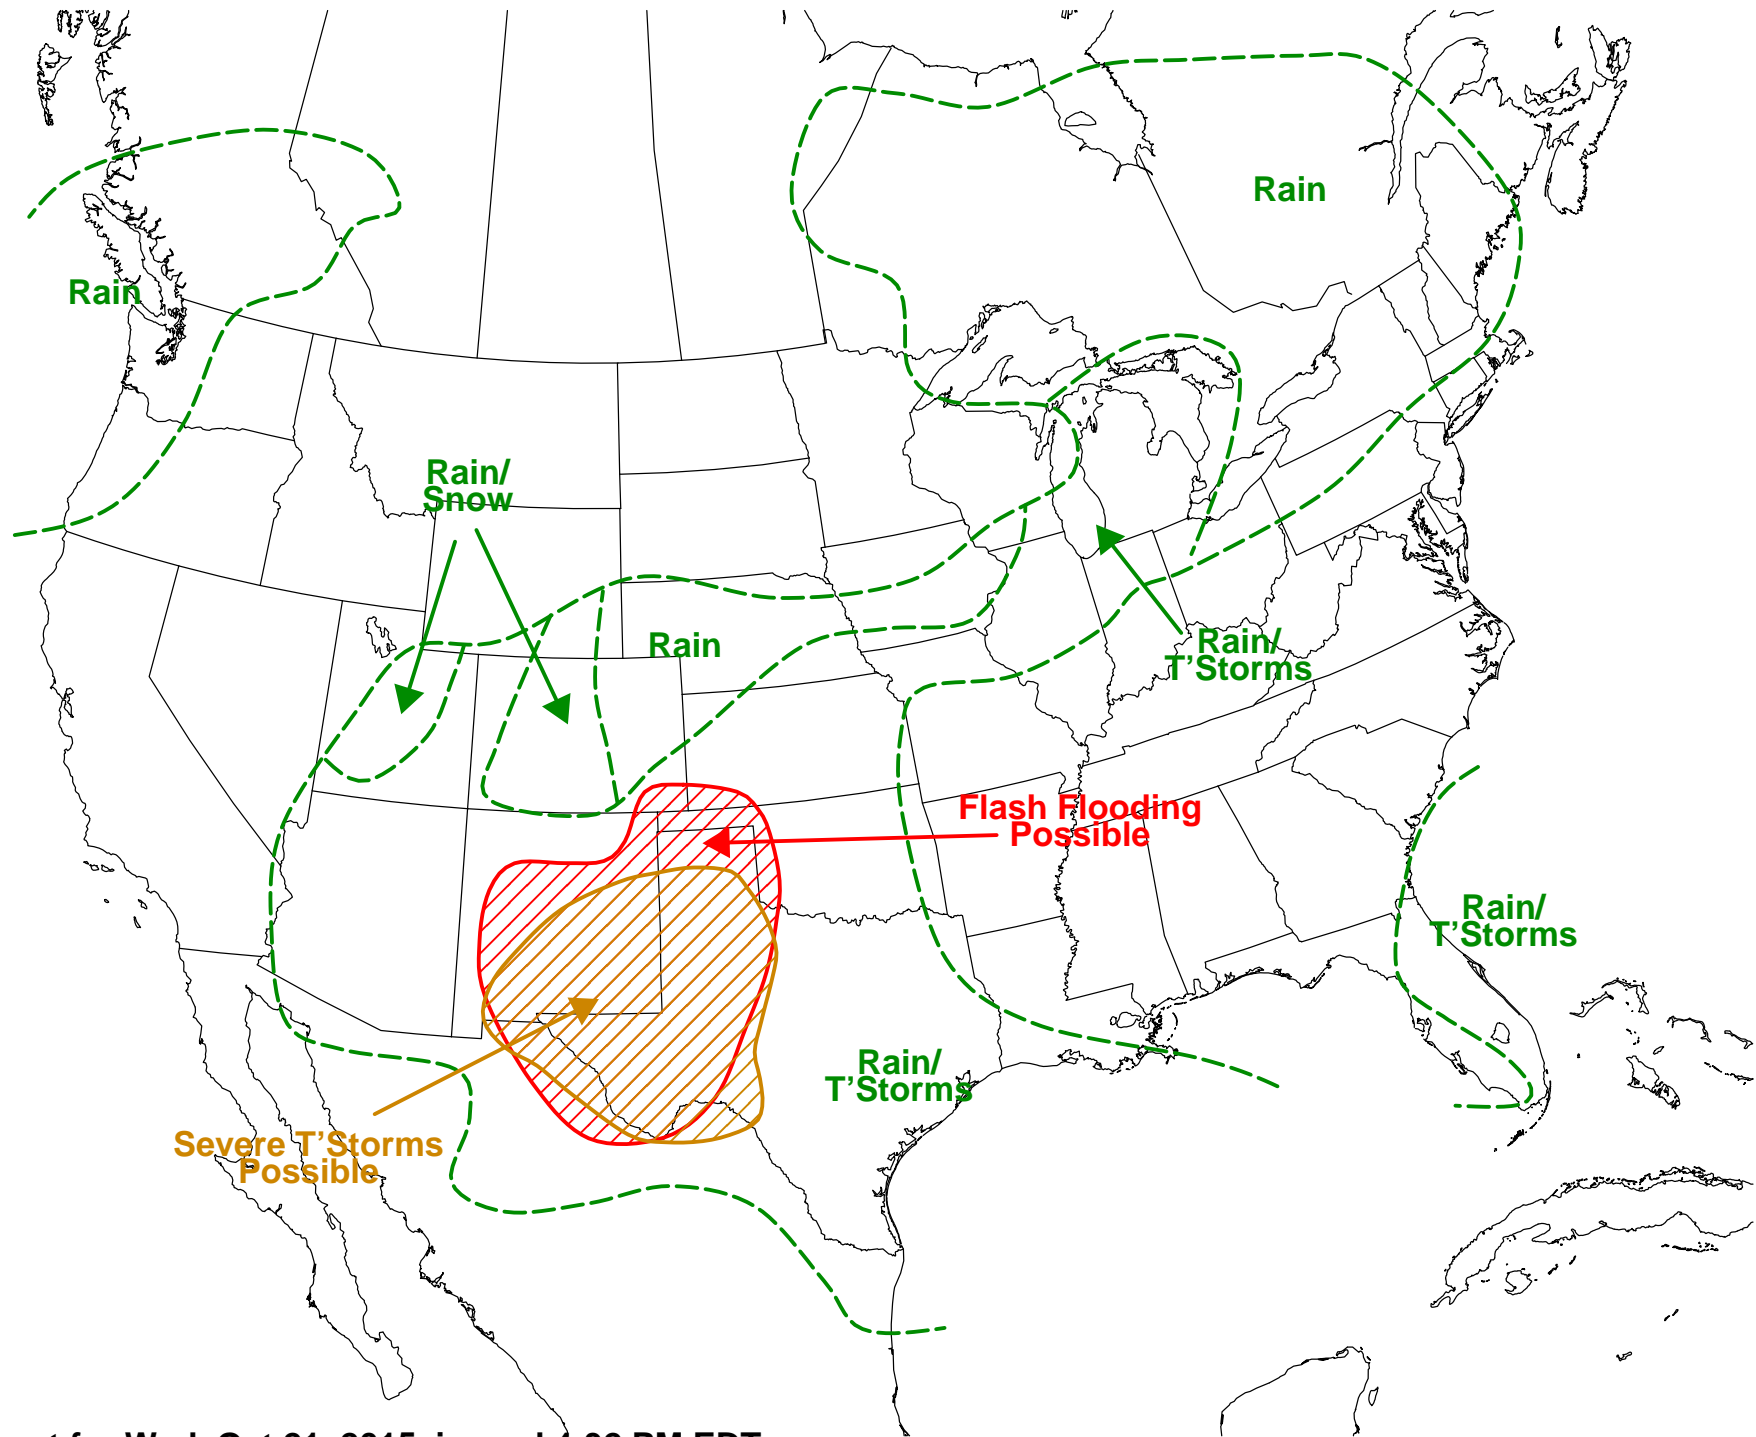 Rain
Rain
Rain/
Snow
Rain
Rain/
T'Storms
Flash Flooding
Possible
Rain/
T'Storms
Rain/
T'Storms
Severe T'Storms
Possible